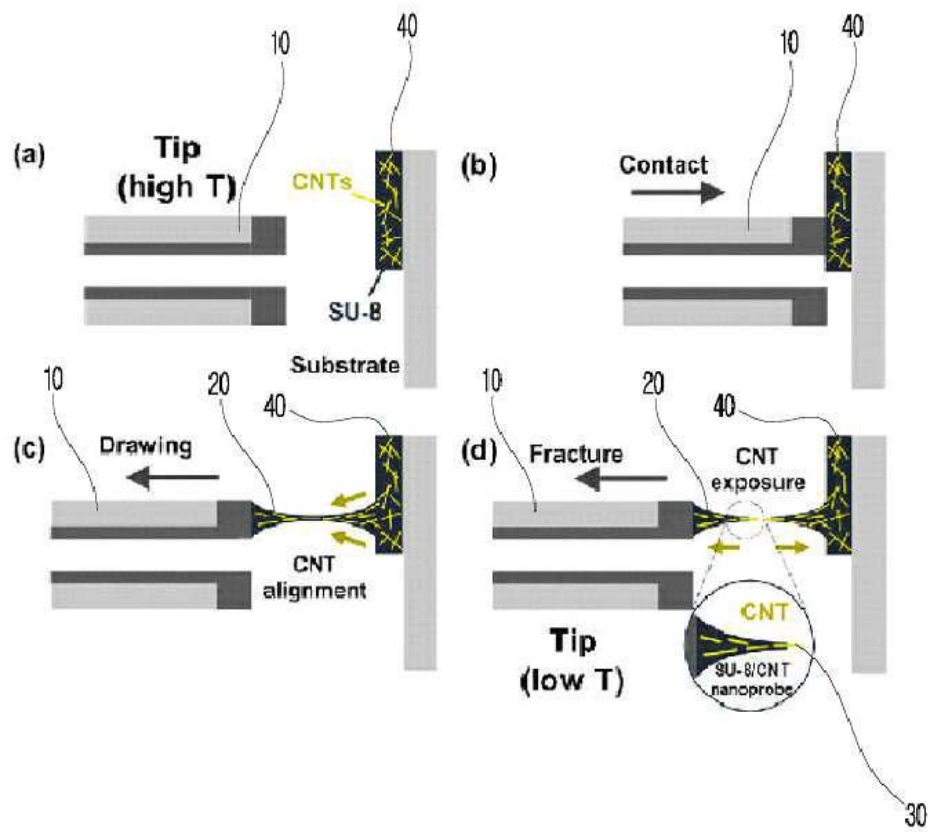 10
40
(a)
Tip
(high T)
CNTs
SU-8
Substrate
10
40
(b)
Contact
10
20
40
(c)
Drawing
CNT
alignment
10
20
40
(d)
Fracture
CNT
exposure
Tip
(low T)
CNT
SU-8/CNT
nanoprobe
30